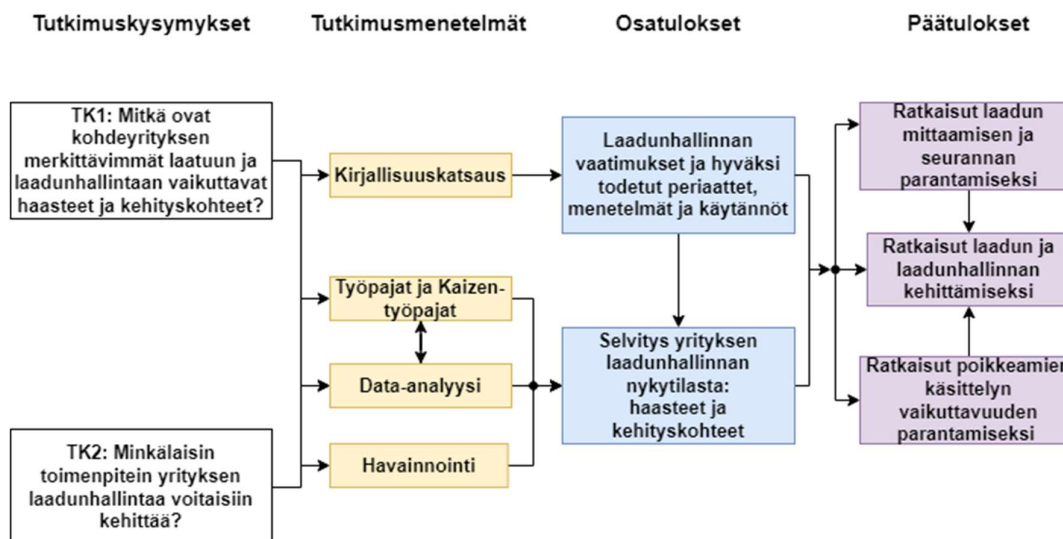 Tutkimuskysymykset
Tutkimusmenetelmät
Osatulokset
Päätulokset
TK1: Mitkä ovat
kohdeyrityksen
merkittävimmät laatuun ja
laadunhallintaan vaikuttavat
haasteet ja kehityskohteet?
TK2: Minkälaisin
toimenpitein yrityksen
laadunhallintaa voitaisiin
kehittää?
Kirjallisuuskatsaus
Työpajat ja Kaizen-
työpajat
Data-analyysi
Havainnointi
Laadunhallinnan
vaatimukset ja hyväksi
todetut periaattet,
menetelmät ja käytännöt
Selvitys yrityksen
laadunhallinnan
nykytilasta:
haasteet ja
kehityskohteet
Ratkaisut laadun
mittaamisen ja
seurannan
parantamiseksi
Ratkaisut laadun ja
laadunhallinnan
kehittämiseksi
Ratkaisut poikkeamien
käsittelyn
vaikuttavuuden
parantamiseksi